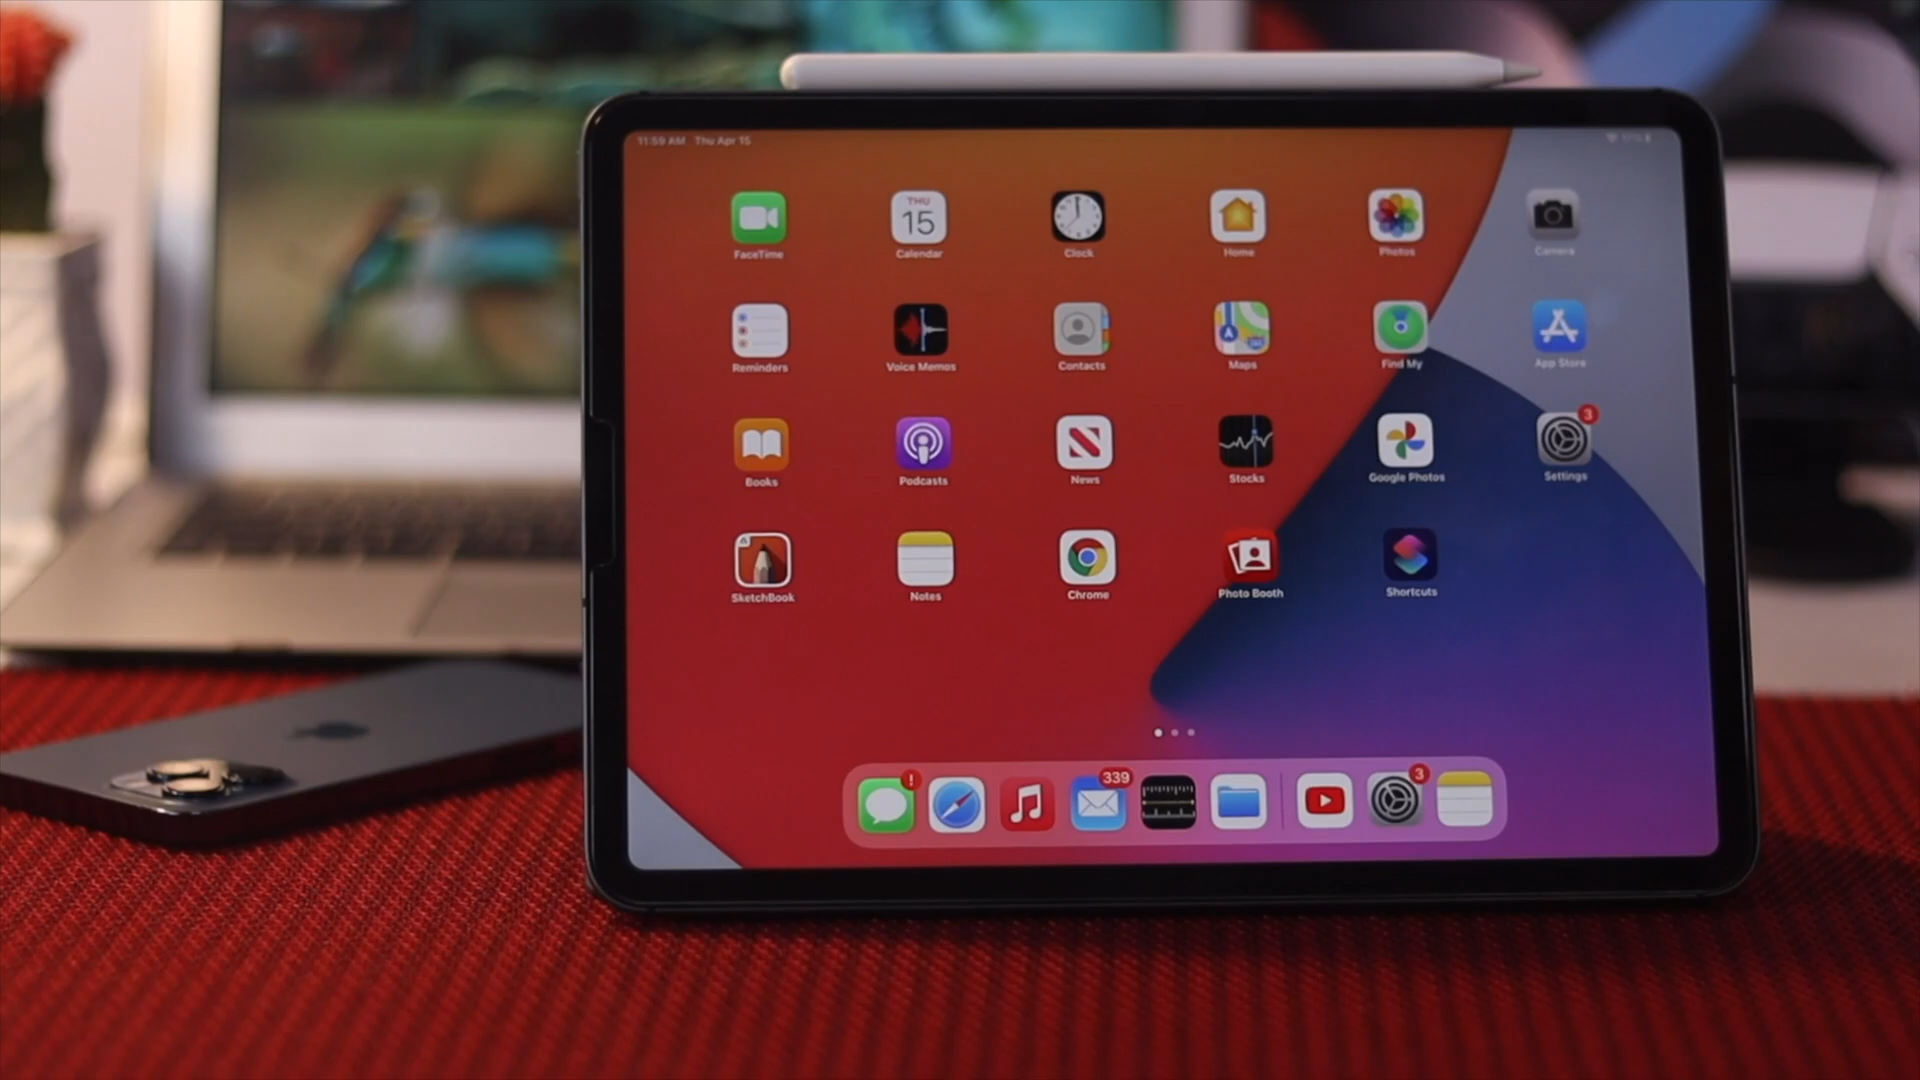 11:59 AM Thu Apr 15
THU
15
FaceTime Calendar Clock Home Photos Camera
Reminders Voice Memos Contacts Maps Find My App Store
3
Books Podcasts News Stocks Google Photos Settings
A
SketchBook Notes Chrome Photo Booth Shortcuts
! 339 3